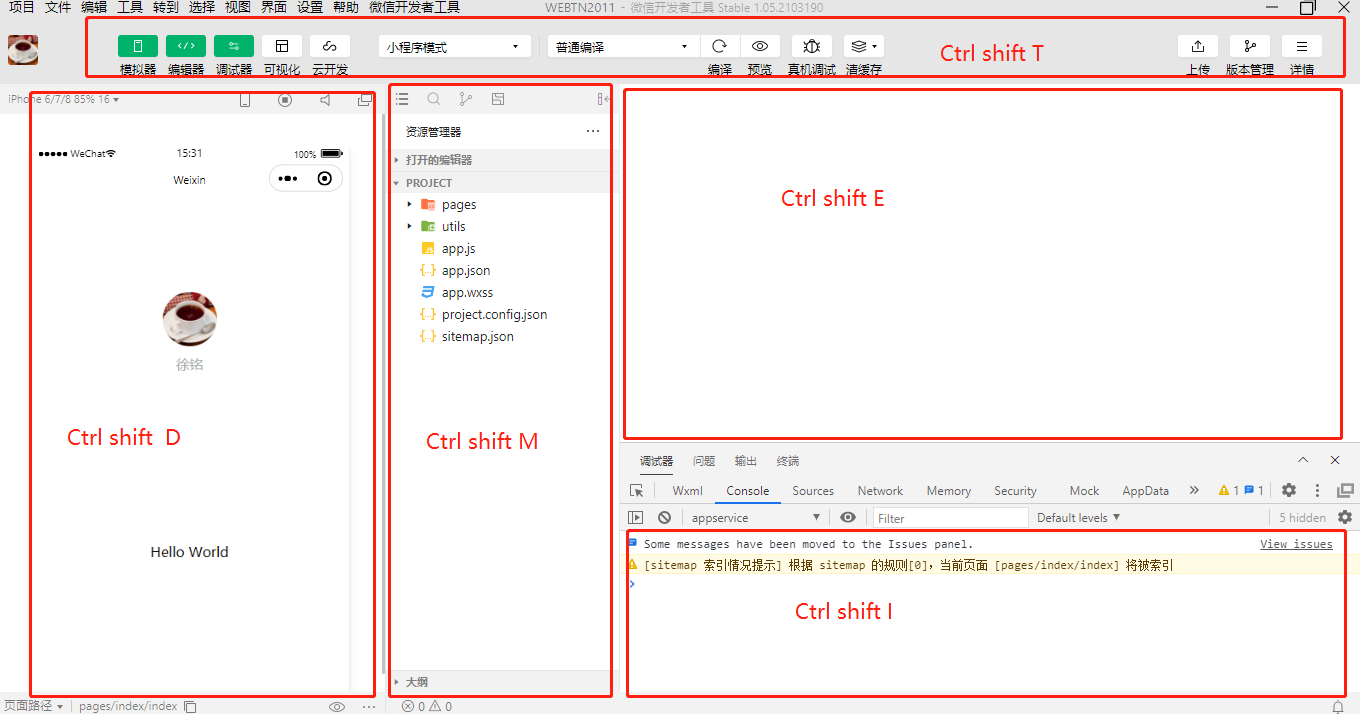 项目 文件 编辑 工具 转到 选择 视图 界面 设置 帮助 微信开发者工具 WEBTN2011 - 微信开发者工具 Stable 1.05.2103190
小程序模式 普通编译
模拟器 编辑器 调试器 可视化 云开发 编译 预览 真机调试 清缓存 上传 版本管理 详情
Ctrl shift T
iPhone 6/7/8 85% 16
WeChat 15:31 100%
Weixin
徐铭
Ctrl shift D
Hello World
页面路径 pages/index/index
资源管理器
打开的编辑器
PROJECT
pages
utils
app.js
app.json
app.wxss
project.config.json
sitemap.json
Ctrl shift M
大纲
0 0
Ctrl shift E
调试器 问题 输出 终端
Wxml Console Sources Network Memory Security Mock AppData 1 1
appservice Filter Default levels 5 hidden
Some messages have been moved to the Issues panel. View issues
[sitemap 索引情况提示] 根据 sitemap 的规则[0]，当前页面 [pages/index/index] 将被索引
Ctrl shift I